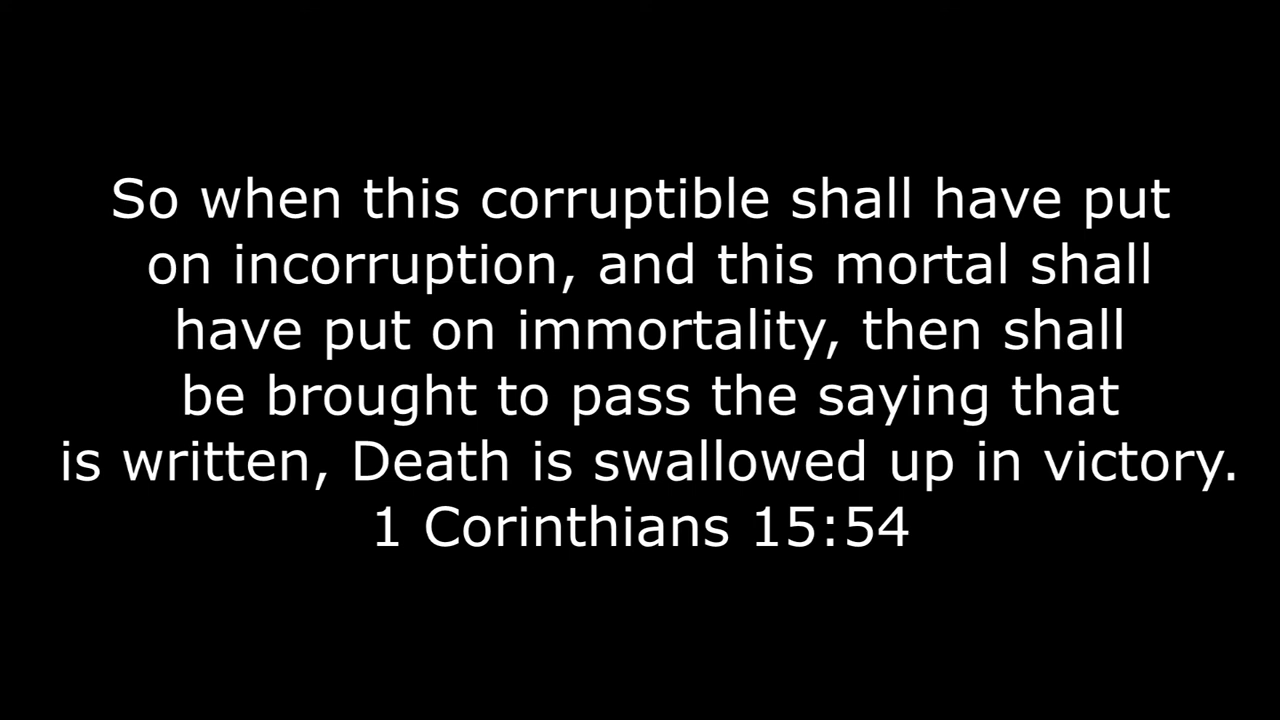 So when this corruptible shall have put
on incorruption, and this mortal shall
have put on immortality, then shall
be brought to pass the saying that
is written, Death is swallowed up in victory.
1 Corinthians 15:54